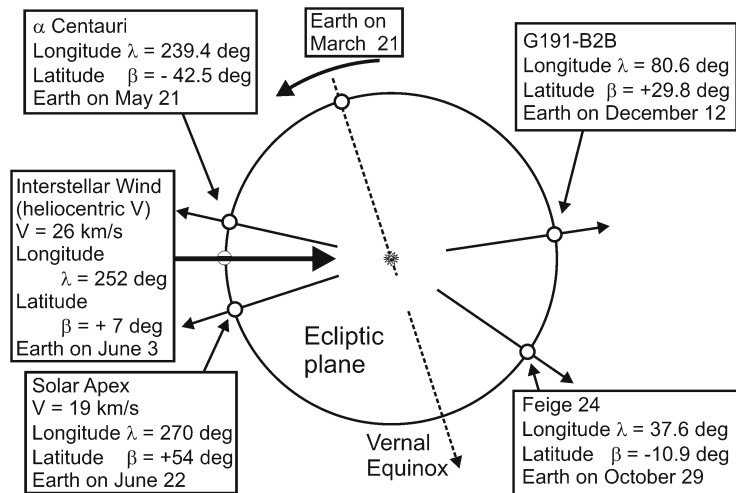 α Centauri
Longitude λ = 239.4 deg
Latitude β = - 42.5 deg
Earth on May 21
Earth on
March 21
G191-B2B
Longitude λ = 80.6 deg
Latitude β = +29.8 deg
Earth on December 12
Interstellar Wind
(heliocentric V)
V = 26 km/s
Longitude
λ = 252 deg
Latitude
β = + 7 deg
Earth on June 3
Ecliptic
plane
Solar Apex
V = 19 km/s
Longitude λ = 270 deg
Latitude β = +54 deg
Earth on June 22
Vernal
Equinox
Feige 24
Longitude λ = 37.6 deg
Latitude β = -10.9 deg
Earth on October 29